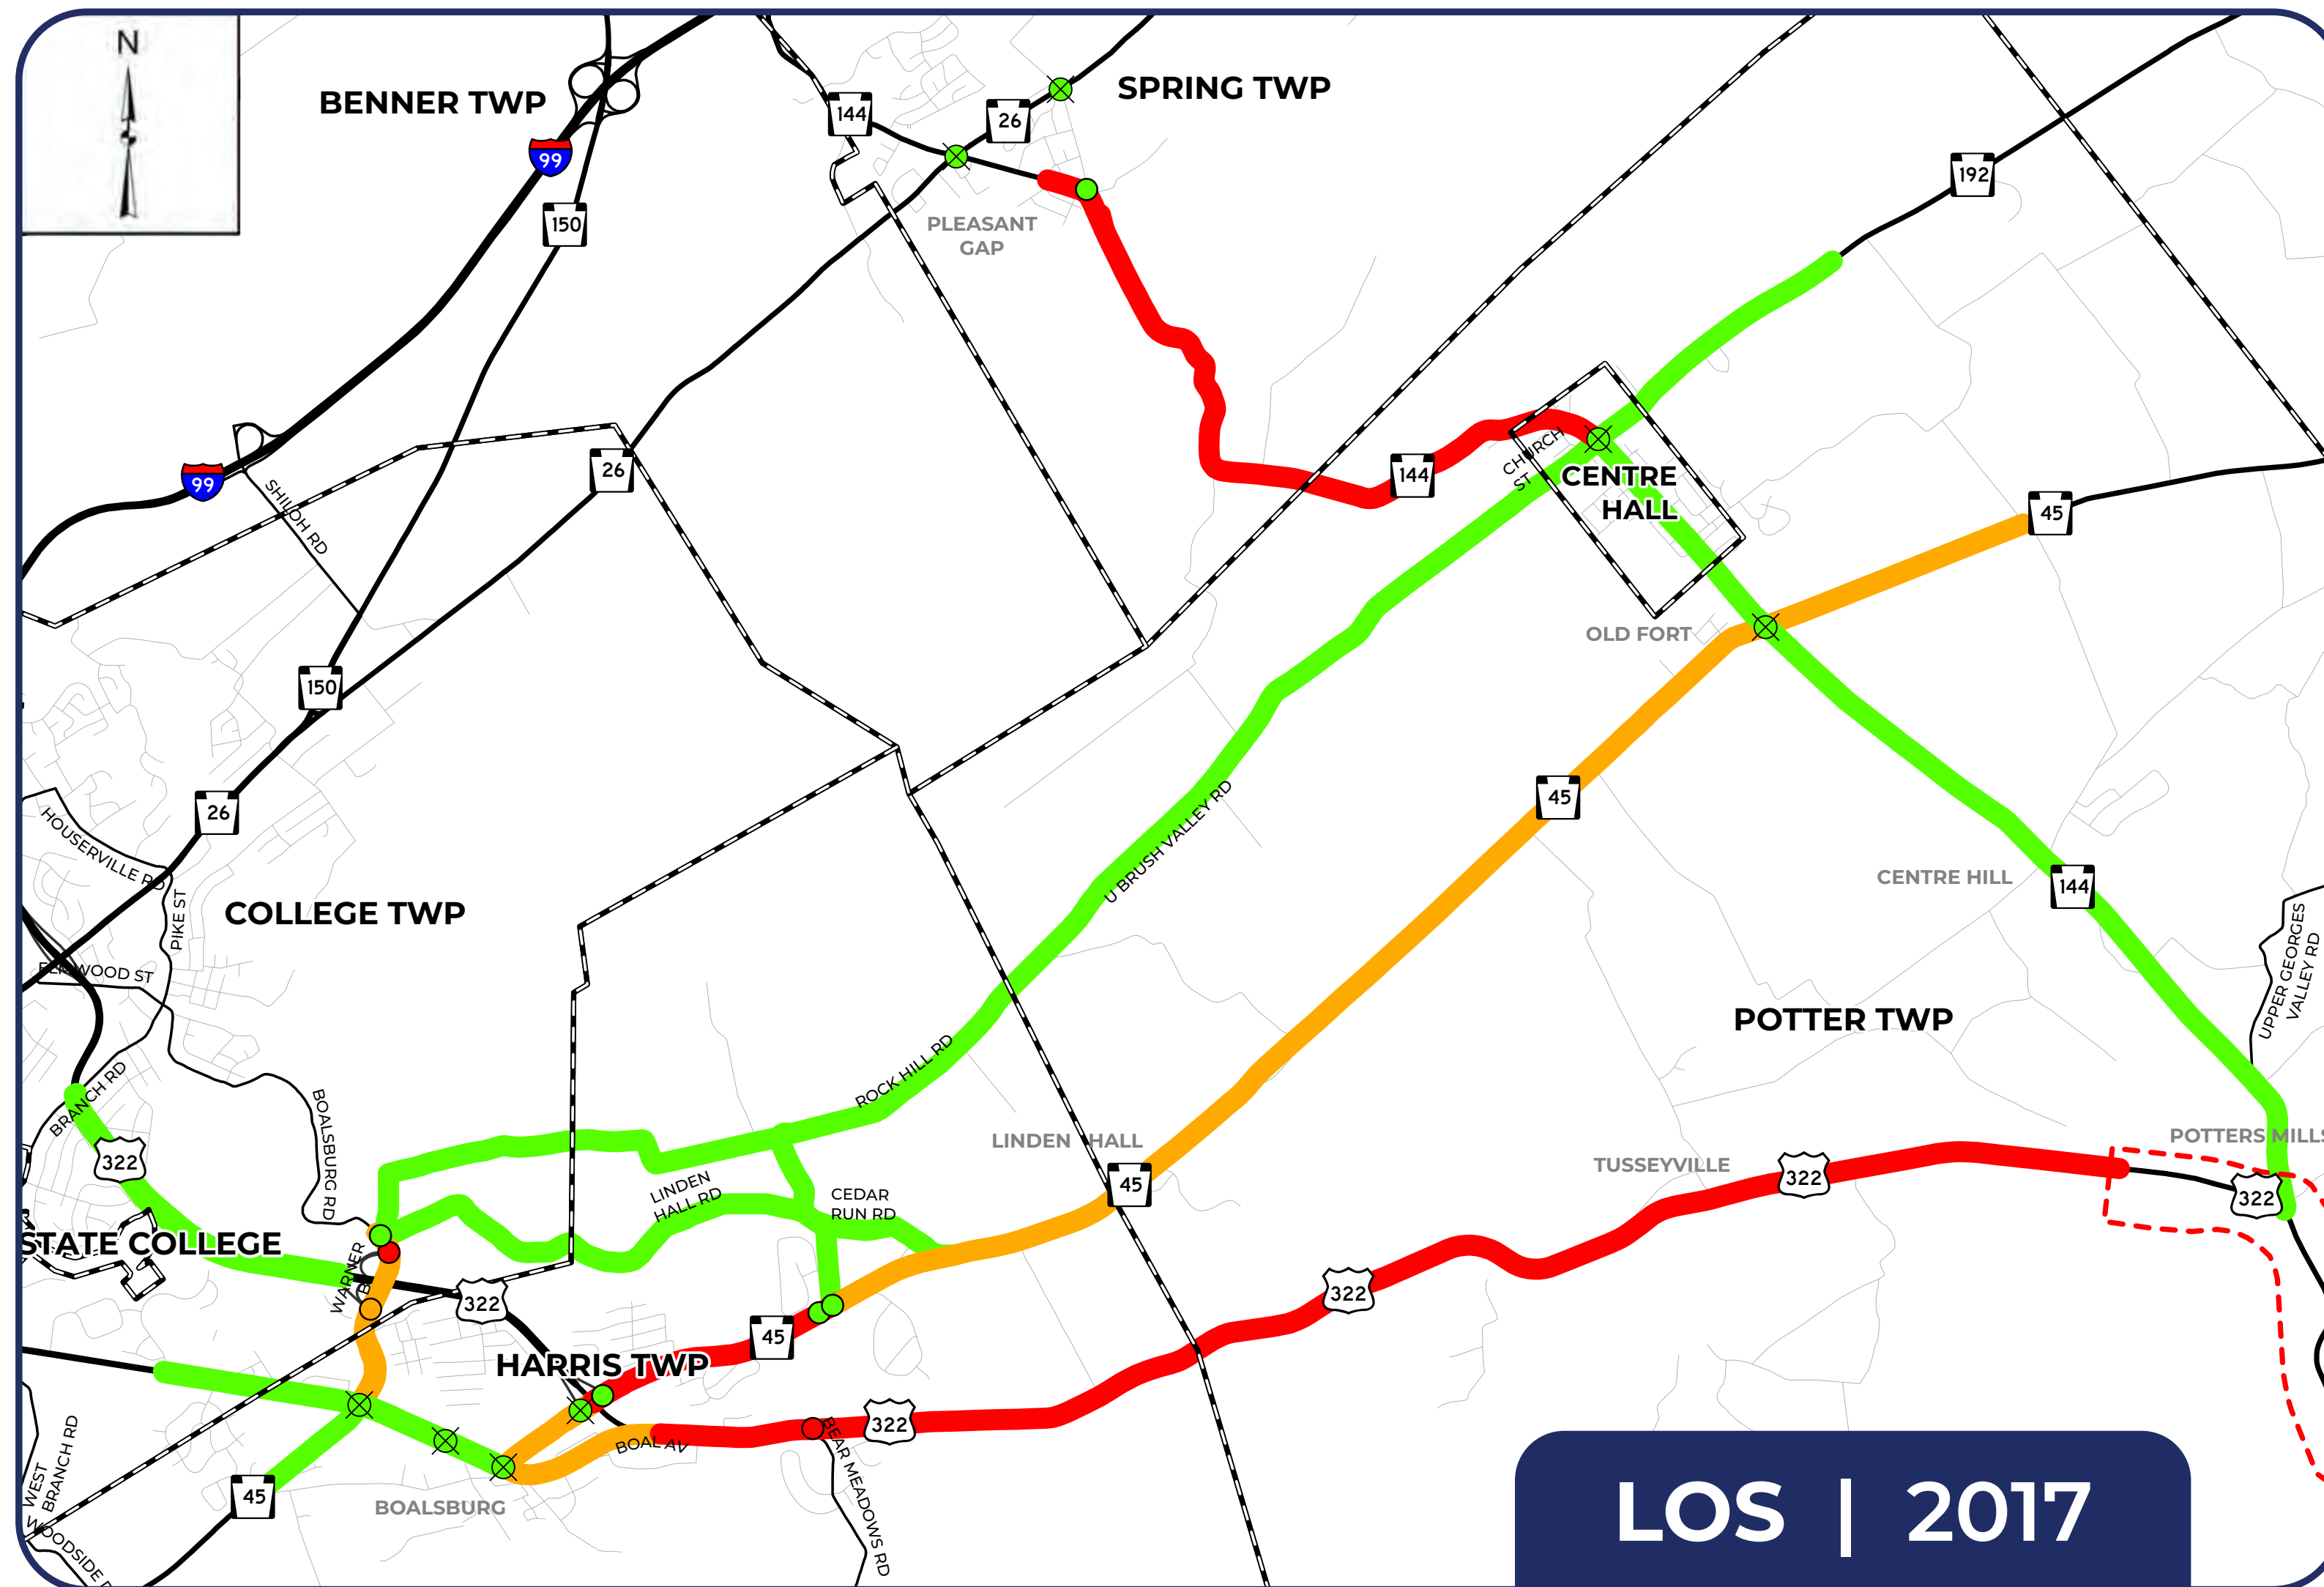 N
BENNER TWP
SPRING TWP
144
26
99
192
150
PLEASANT
GAP
CHURCH
ST
144
CENTRE
HALL
26
99
SHILOH RD
45
OLD FORT
150
45
26
HOUSERVILLE RD
U BRUSH VALLEY RD
CENTRE HILL
144
PIKE ST
COLLEGE TWP
UPPER GEORGES
VALLEY RD
POTTER TWP
ROCK HILL RD
BRANCH RD
BOALSBURG RD
LINDEN HALL
POTTERS MILLS
322
TUSSEYVILLE
322
45
322
LINDEN
HALL RD
CEDAR
RUN RD
STATE COLLEGE
WARNER
322
322
45
HARRIS TWP
322
BOAL AV
BEAR MEADOWS RD
WEST
BRANCH RD
45
BOALSBURG
WOODSIDE
LOS | 2017